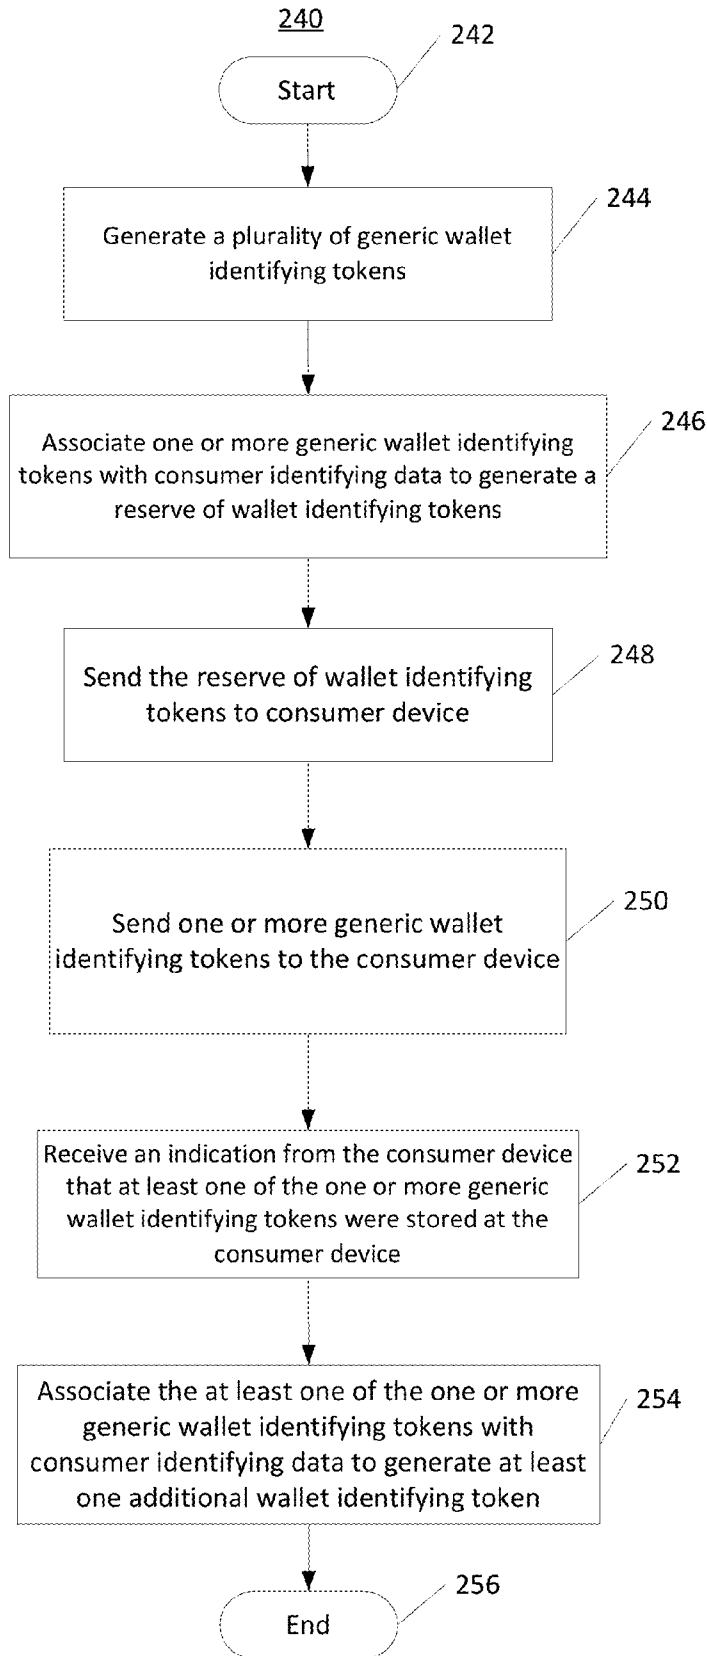 240
242
Start
244
Generate a plurality of generic wallet
identifying tokens
246
Associate one or more generic wallet identifying
tokens with consumer identifying data to generate a
reserve of wallet identifying tokens
248
Send the reserve of wallet identifying
tokens to consumer device
250
Send one or more generic wallet
identifying tokens to the consumer device
252
Receive an indication from the consumer device
that at least one of the one or more generic
wallet identifying tokens were stored at the
consumer device
254
Associate the at least one of the one or more
generic wallet identifying tokens with
consumer identifying data to generate at least
one additional wallet identifying token
256
End